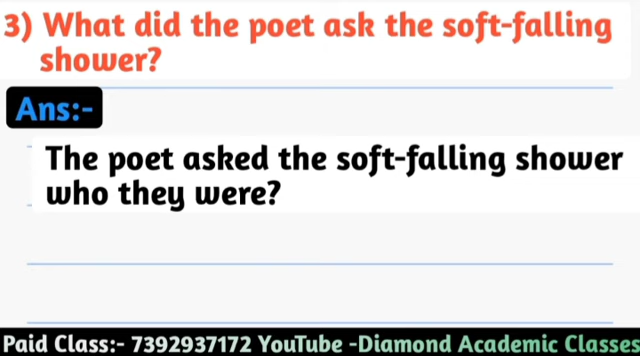 3) What did the poet ask the soft-falling
shower?
Ans:-
The poet asked the soft-falling shower
who they were?
Paid Class:- 7392937172 YouTube -Diamond Academic Classes